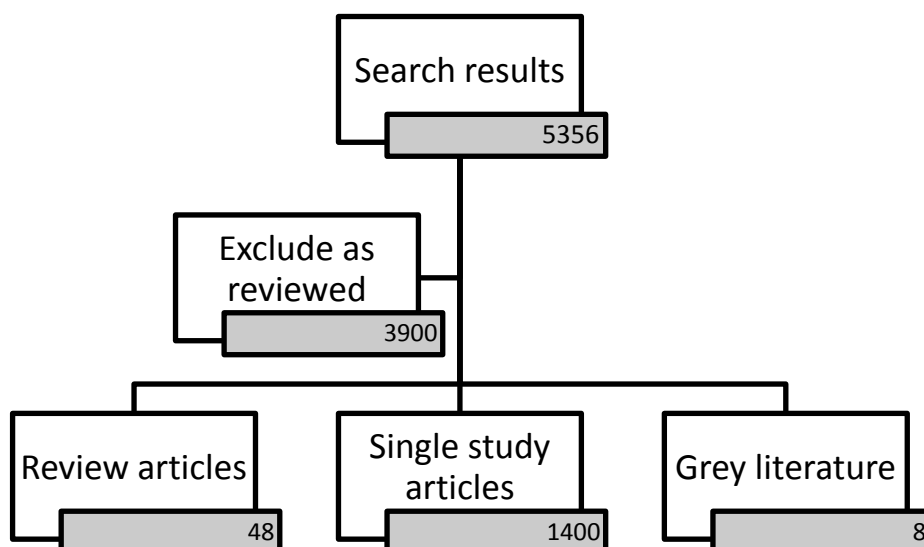 Search results
5356
Exclude as
reviewed
3900
Review articles
48
Single study
articles
1400
Grey literature
8